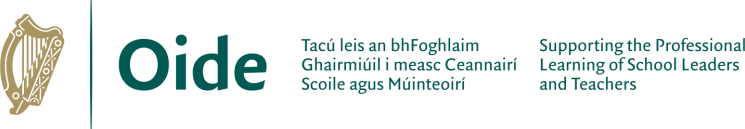 Oide
Tacú leis an bhFoghlaim
Ghairmiúil i measc Ceannairí
Scoile agus Múinteoirí
Supporting the Professional
Learning of School Leaders
and Teachers